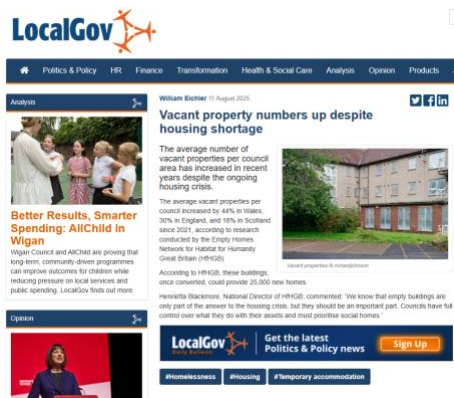 LocalGov
Politics & Policy HR Finance Transformation Health & Social Care Analysis Opinion Products
Analysis
Better Results, Smarter
Spending: AllChild in
Wigan
Wigan Council and AllChild are proving that
long-term, community-driven programmes
can improve outcomes for children while
reducing pressure on local services and
public spending. LocalGov finds out more.
Opinion
William Eichler 11 August 2025
Vacant property numbers up despite
housing shortage
The average number of
vacant properties per council
area has increased in recent
years despite the ongoing
housing crisis.
The average vacant properties per
council increased by 44% in Wales,
30% in England, and 18% in Scotland
since 2021, according to research
conducted by the Empty Homes
Network for Habitat for Humanity
Great Britain (HfHGB).
According to HfHGB, these buildings,
once converted, could provide 25,000 new homes.
Vacant properties ©
Henrietta Blackmore, National Director of HfHGB, commented: 'We know that empty buildings are
only part of the answer to the housing crisis, but they should be an important part. Councils have full
control over what they do with their assets and must prioritise social homes.'
LocalGov
Daily Bulletin
Get the latest
Politics & Policy news
Sign Up
#Homelessness #Housing #Temporary accommodation